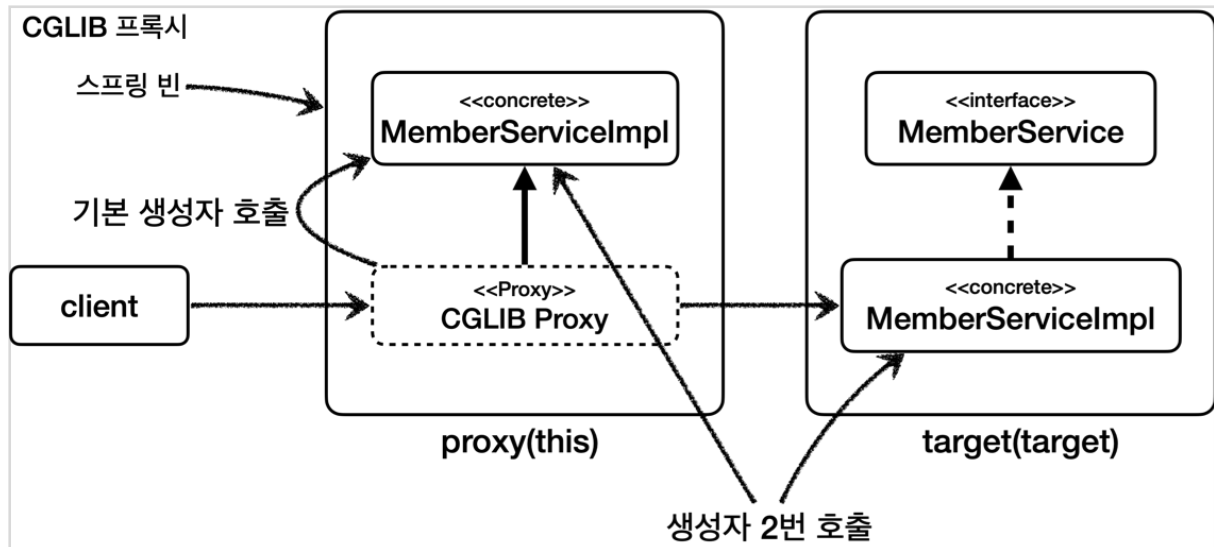 CGLIB 프록시
스프링 빈
<<concrete>>
MemberServiceImpl
<<interface>>
MemberService
기본 생성자 호출
client
<<Proxy>>
CGLIB Proxy
<<concrete>>
MemberServiceImpl
proxy(this)
target(target)
생성자 2번 호출